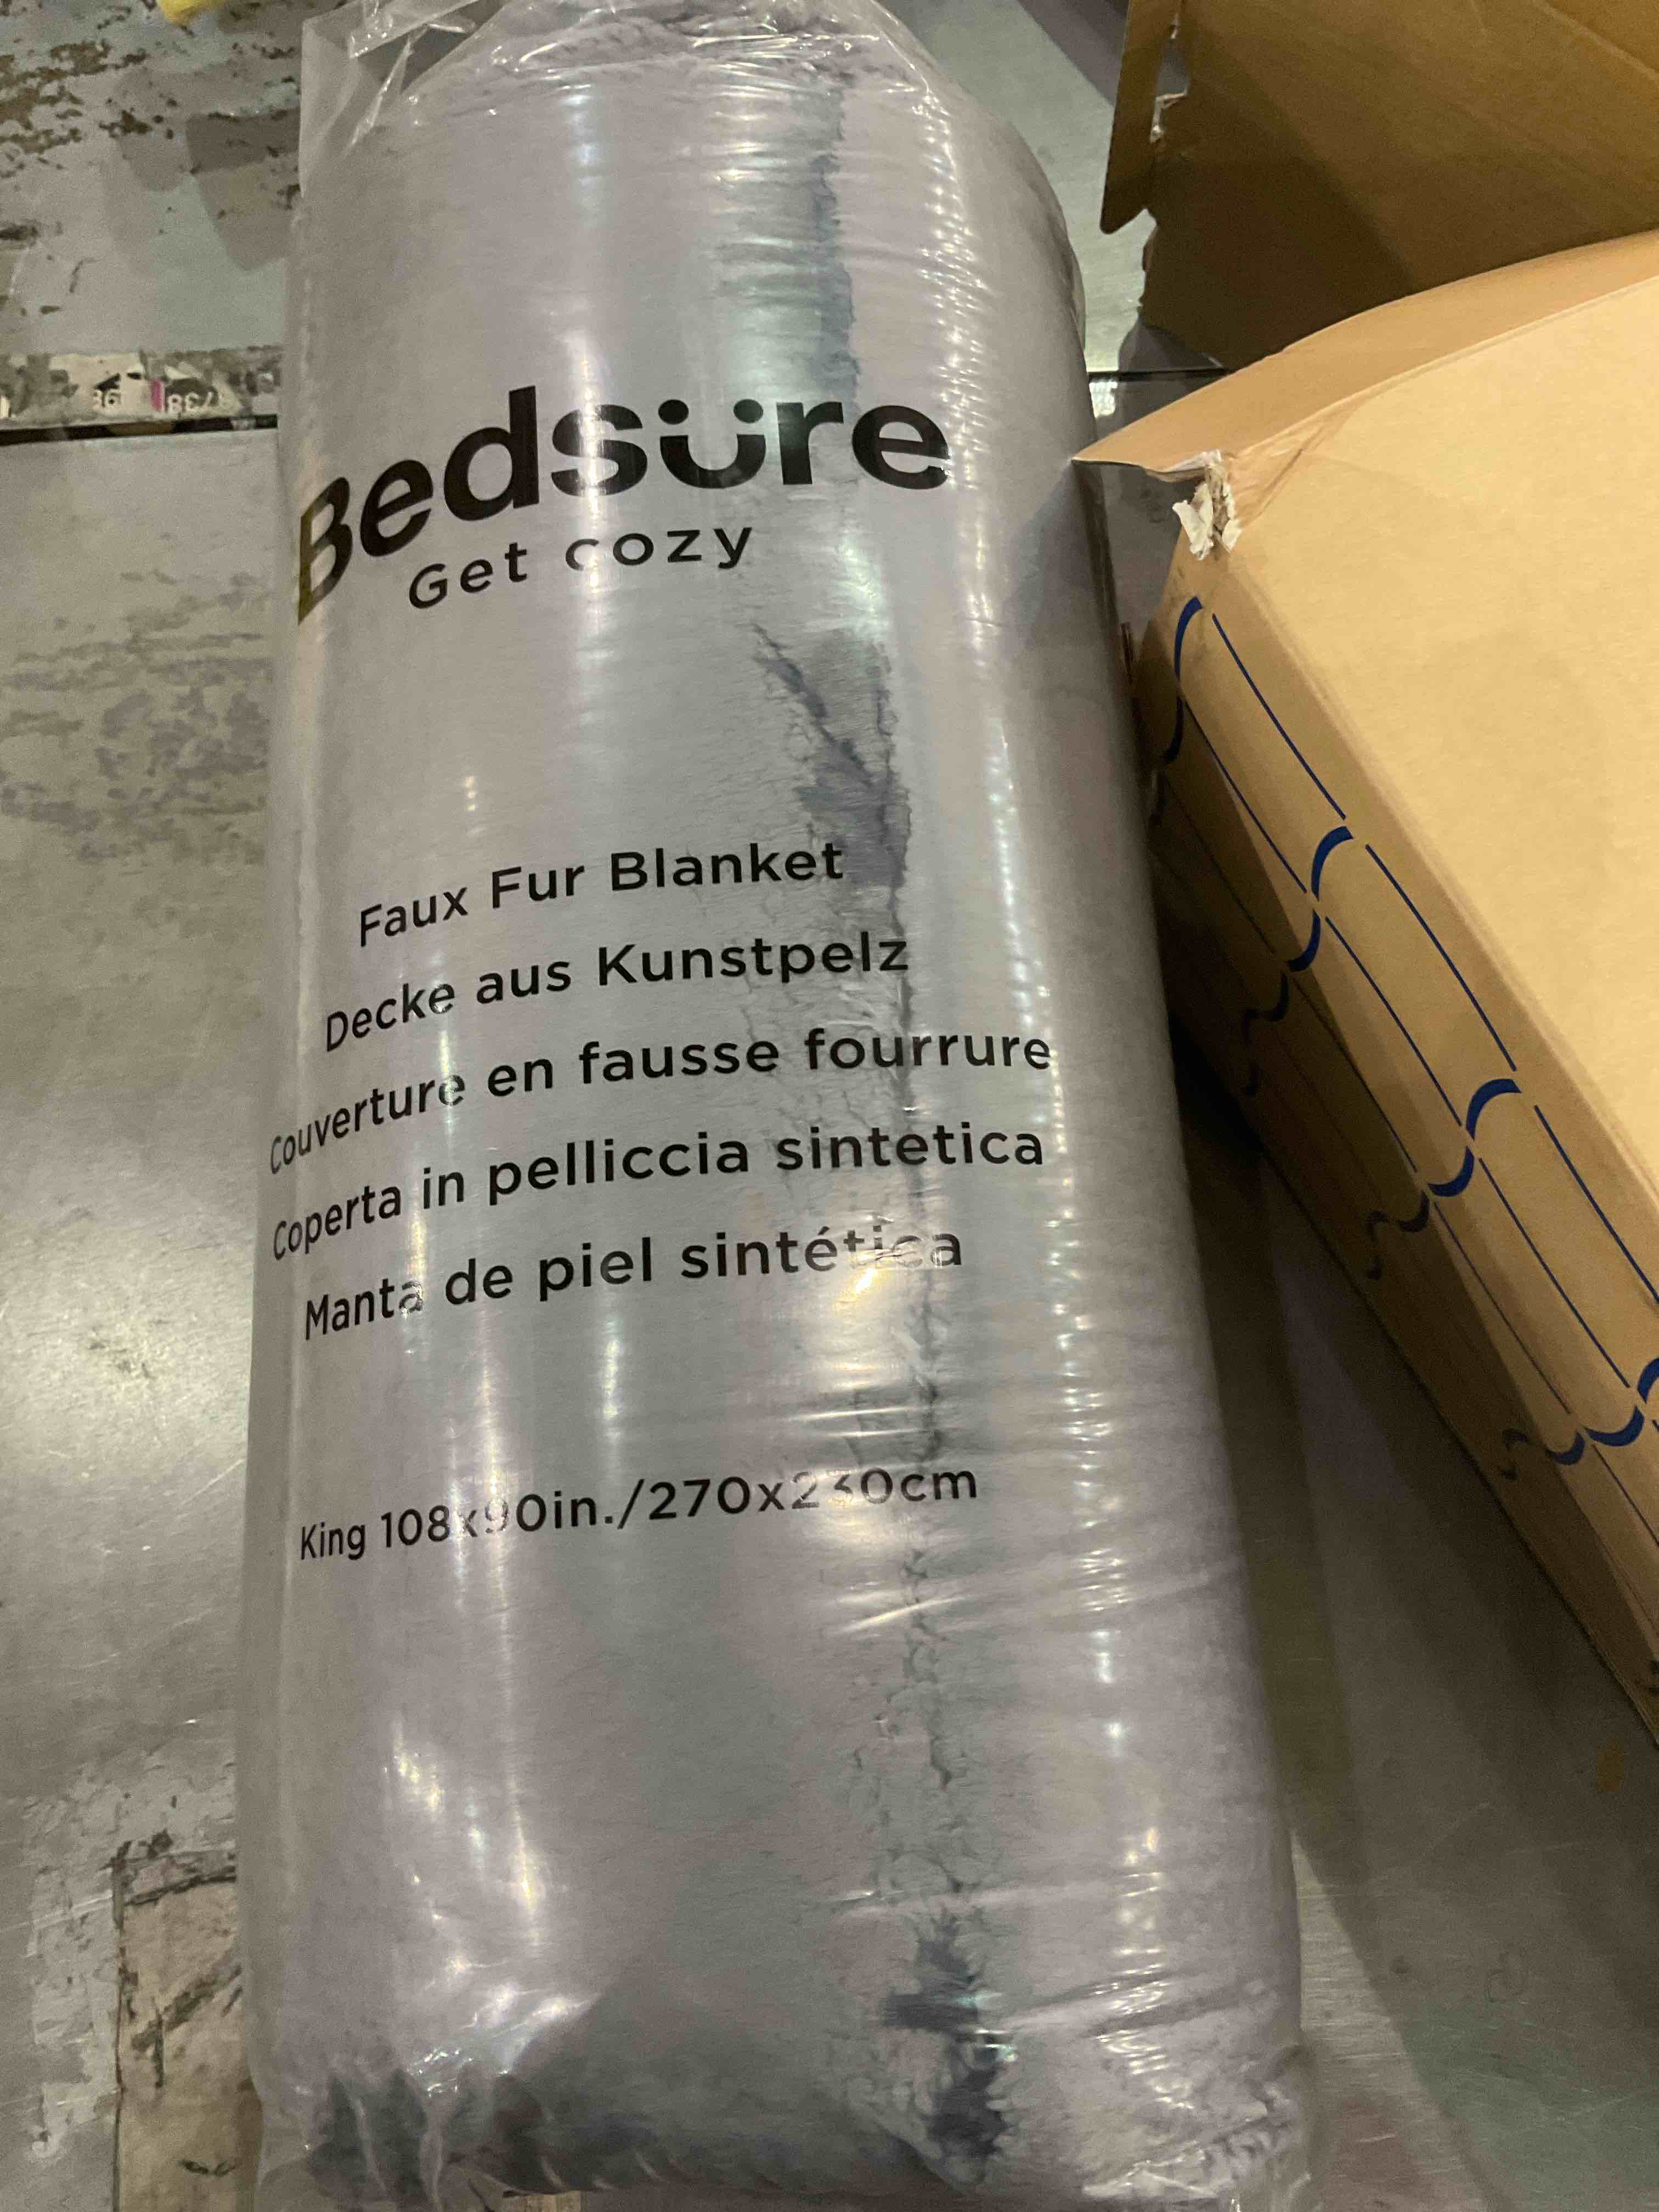 Bedsure
Get cozy
Faux Fur Blanket
Decke aus Kunstpelz
Couverture en fausse fourrure
Coperta in pelliccia sintetica
Manta de piel sintética
King 108x90in./270x230cm